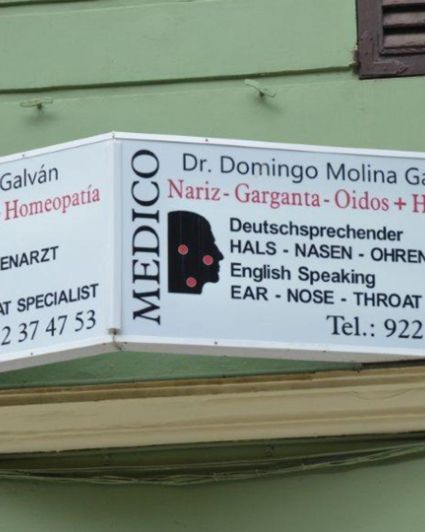 Galván
- Homeopatía
ENARZT
AT SPECIALIST
2 37 47 53
MEDICO
Dr. Domingo Molina Ga
Nariz - Garganta - Oidos + H
Deutschsprechender
HALS - NASEN - OHREN
English Speaking
EAR - NOSE - THROAT
Tel.: 922